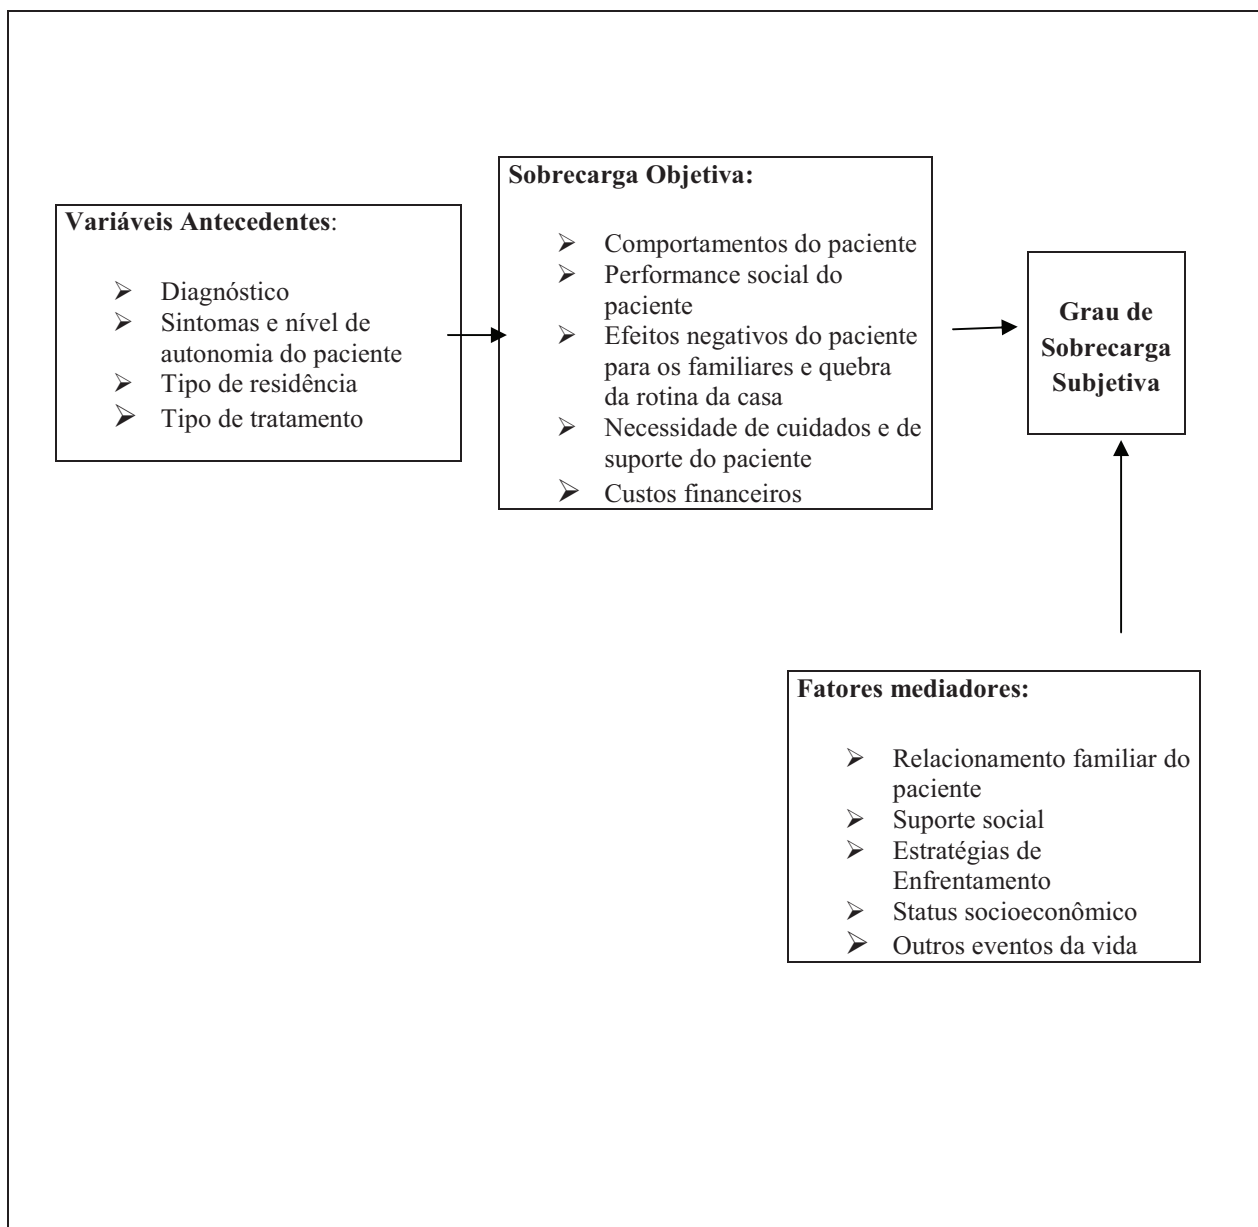 Variáveis Antecedentes:
➢ Diagnóstico
➢ Sintomas e nível de
autonomia do paciente
➢ Tipo de residência
➢ Tipo de tratamento
Sobrecarga Objetiva:
➢ Comportamentos do paciente
➢ Performance social do
paciente
➢ Efeitos negativos do paciente
para os familiares e quebra
da rotina da casa
➢ Necessidade de cuidados e de
suporte do paciente
➢ Custos financeiros
Grau de
Sobrecarga
Subjetiva
Fatores mediadores:
➢ Relacionamento familiar do
paciente
➢ Suporte social
➢ Estratégias de
Enfrentamento
➢ Status socioeconômico
➢ Outros eventos da vida